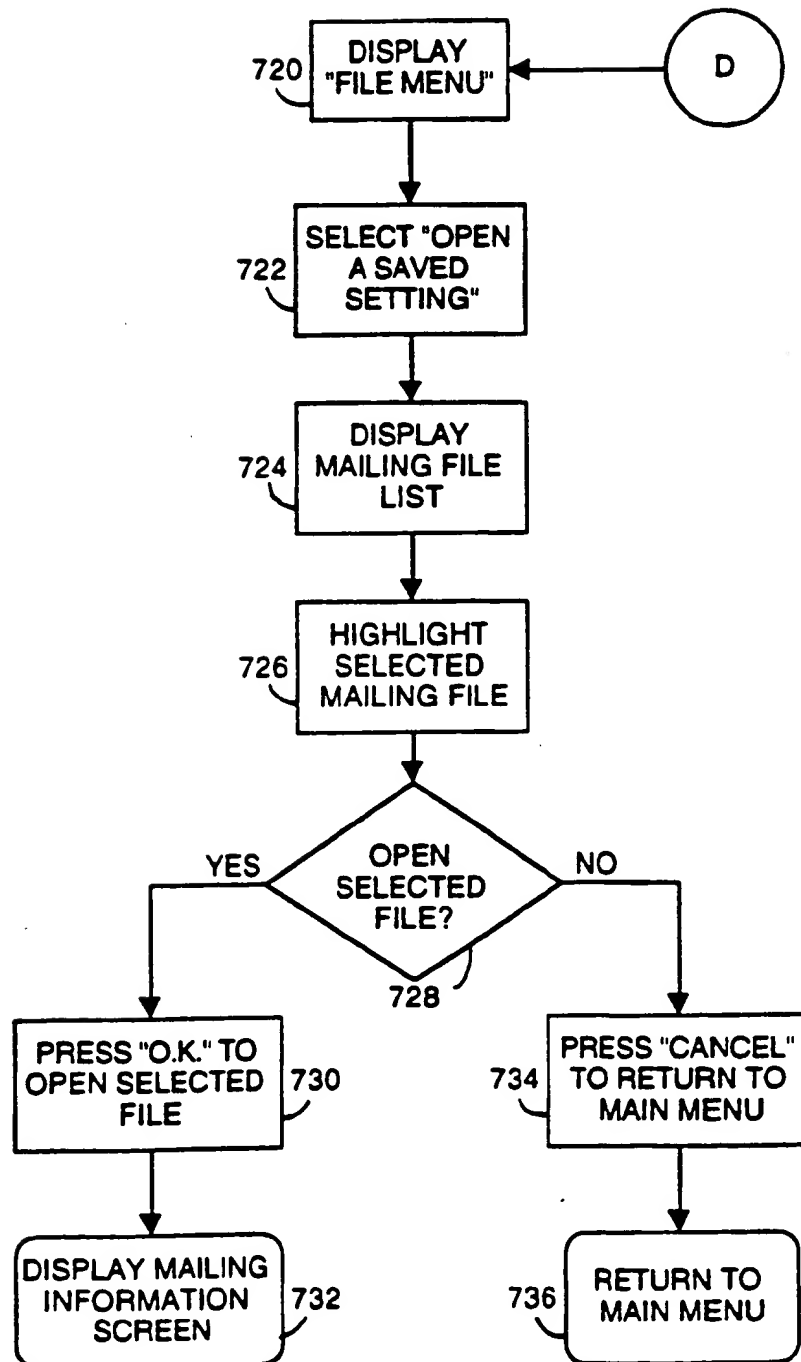 DISPLAY
"FILE MENU"
720
D
SELECT "OPEN
A SAVED
SETTING"
722
DISPLAY
MAILING FILE
LIST
724
HIGHLIGHT
SELECTED
MAILING FILE
726
OPEN
SELECTED
FILE?
YES
NO
728
PRESS "O.K." TO
OPEN SELECTED
FILE
730
PRESS "CANCEL"
TO RETURN TO
MAIN MENU
734
DISPLAY MAILING
INFORMATION
SCREEN
732
RETURN TO
MAIN MENU
736